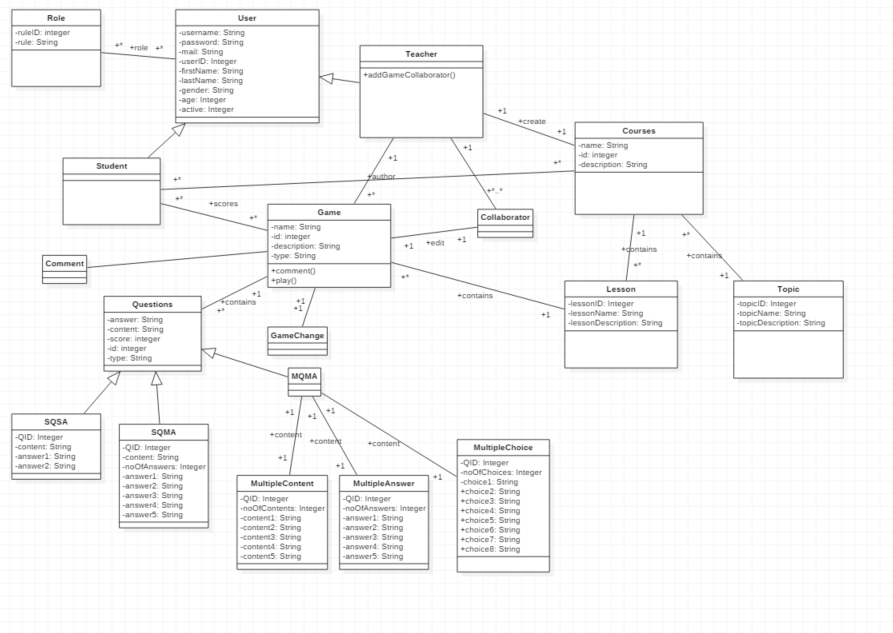 Role
-ruleID: integer
-rule: String
+*
+role
+*
User
-username: String
-password: String
-mail: String
-userID: Integer
-firstName: String
-lastName: String
-gender: String
-age: Integer
-active: Integer
Teacher
+addGameCollaborator()
+1
+create
+1
Courses
-name: String
-id: integer
-description: String
Student
+*
+*
+1
+author
+*
+1
+*_*
+*
+scores
+*
Game
-name: String
-id: integer
-description: String
-type: String
+comment()
+play()
Collaborator
+1
+edit
+1
Comment
+1
+contains
+*
+*
+contains
+1
+*
+contains
+1
Lesson
-lessonID: Integer
-lessonName: String
-lessonDescription: String
Topic
-topicID: Integer
-topicName: String
-topicDescription: String
Questions
-answer: String
-content: String
-score: integer
-id: integer
-type: String
+1
+contains
+*
+1
+1
GameChange
MQMA
SQSA
-QID: Integer
-content: String
-answer1: String
-answer2: String
SQMA
-QID: Integer
-content: String
-noOfAnswers: Integer
-answer1: String
-answer2: String
-answer3: String
-answer4: String
-answer5: String
+1
+content
+1
+1
+content
+1
+1
+content
+1
MultipleContent
-QID: Integer
-noOfContents: Integer
-content1: String
-content2: String
-content3: String
-content4: String
-content5: String
MultipleAnswer
-QID: Integer
-noOfAnswers: Integer
-answer1: String
-answer2: String
-answer3: String
-answer4: String
-answer5: String
MultipleChoice
-QID: Integer
-noOfChoices: Integer
-choice1: String
+choice2: String
+choice3: String
+choice4: String
+choice5: String
+choice6: String
+choice7: String
+choice8: String